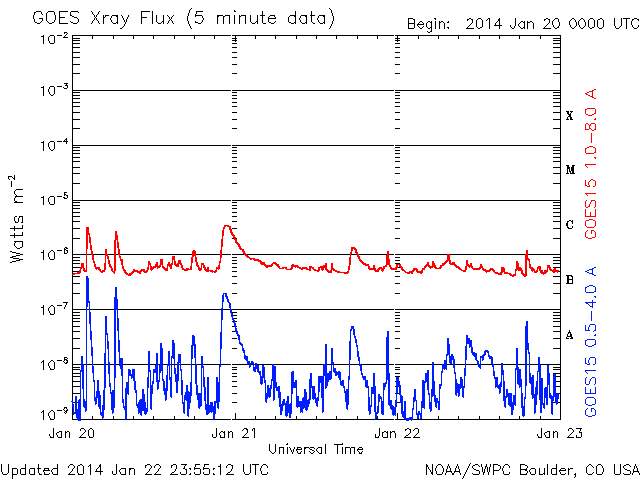 GOES Xray Flux (5 minute data)
Begin: 2014 Jan 20 0000 UTC
10-2
10-3
10-4
10-5
10-6
10-7
10-8
10-9
Watts m-2
X
M
C
B
A
GOES15 1.0-8.0 A
GOES15 0.5-4.0 A
Jan 20 Jan 21 Jan 22 Jan 23
Universal Time
Updated 2014 Jan 22 23:55:12 UTC
NOAA/SWPC Boulder, CO USA